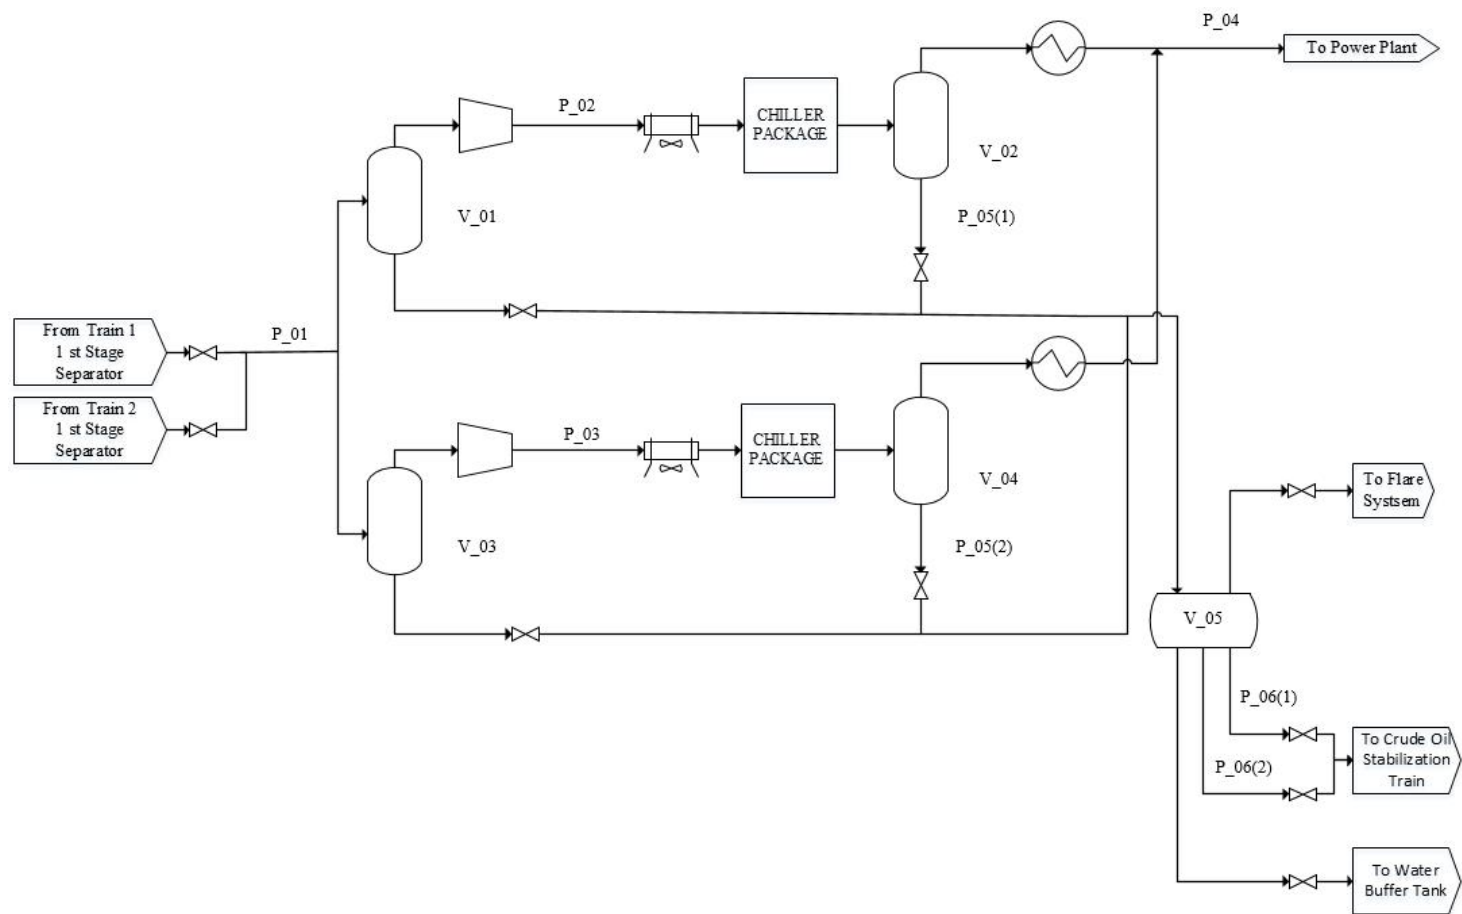 P_04
To Power Plant
P_02
CHILLER
PACKAGE
V_02
V_01
P_05(1)
From Train 1
1 st Stage
Separator
P_01
From Train 2
1 st Stage
Separator
P_03
CHILLER
PACKAGE
V_04
V_03
P_05(2)
To Flare
Systsem
V_05
P_06(1)
To Crude Oil
Stabilization
Train
P_06(2)
To Water
Buffer Tank